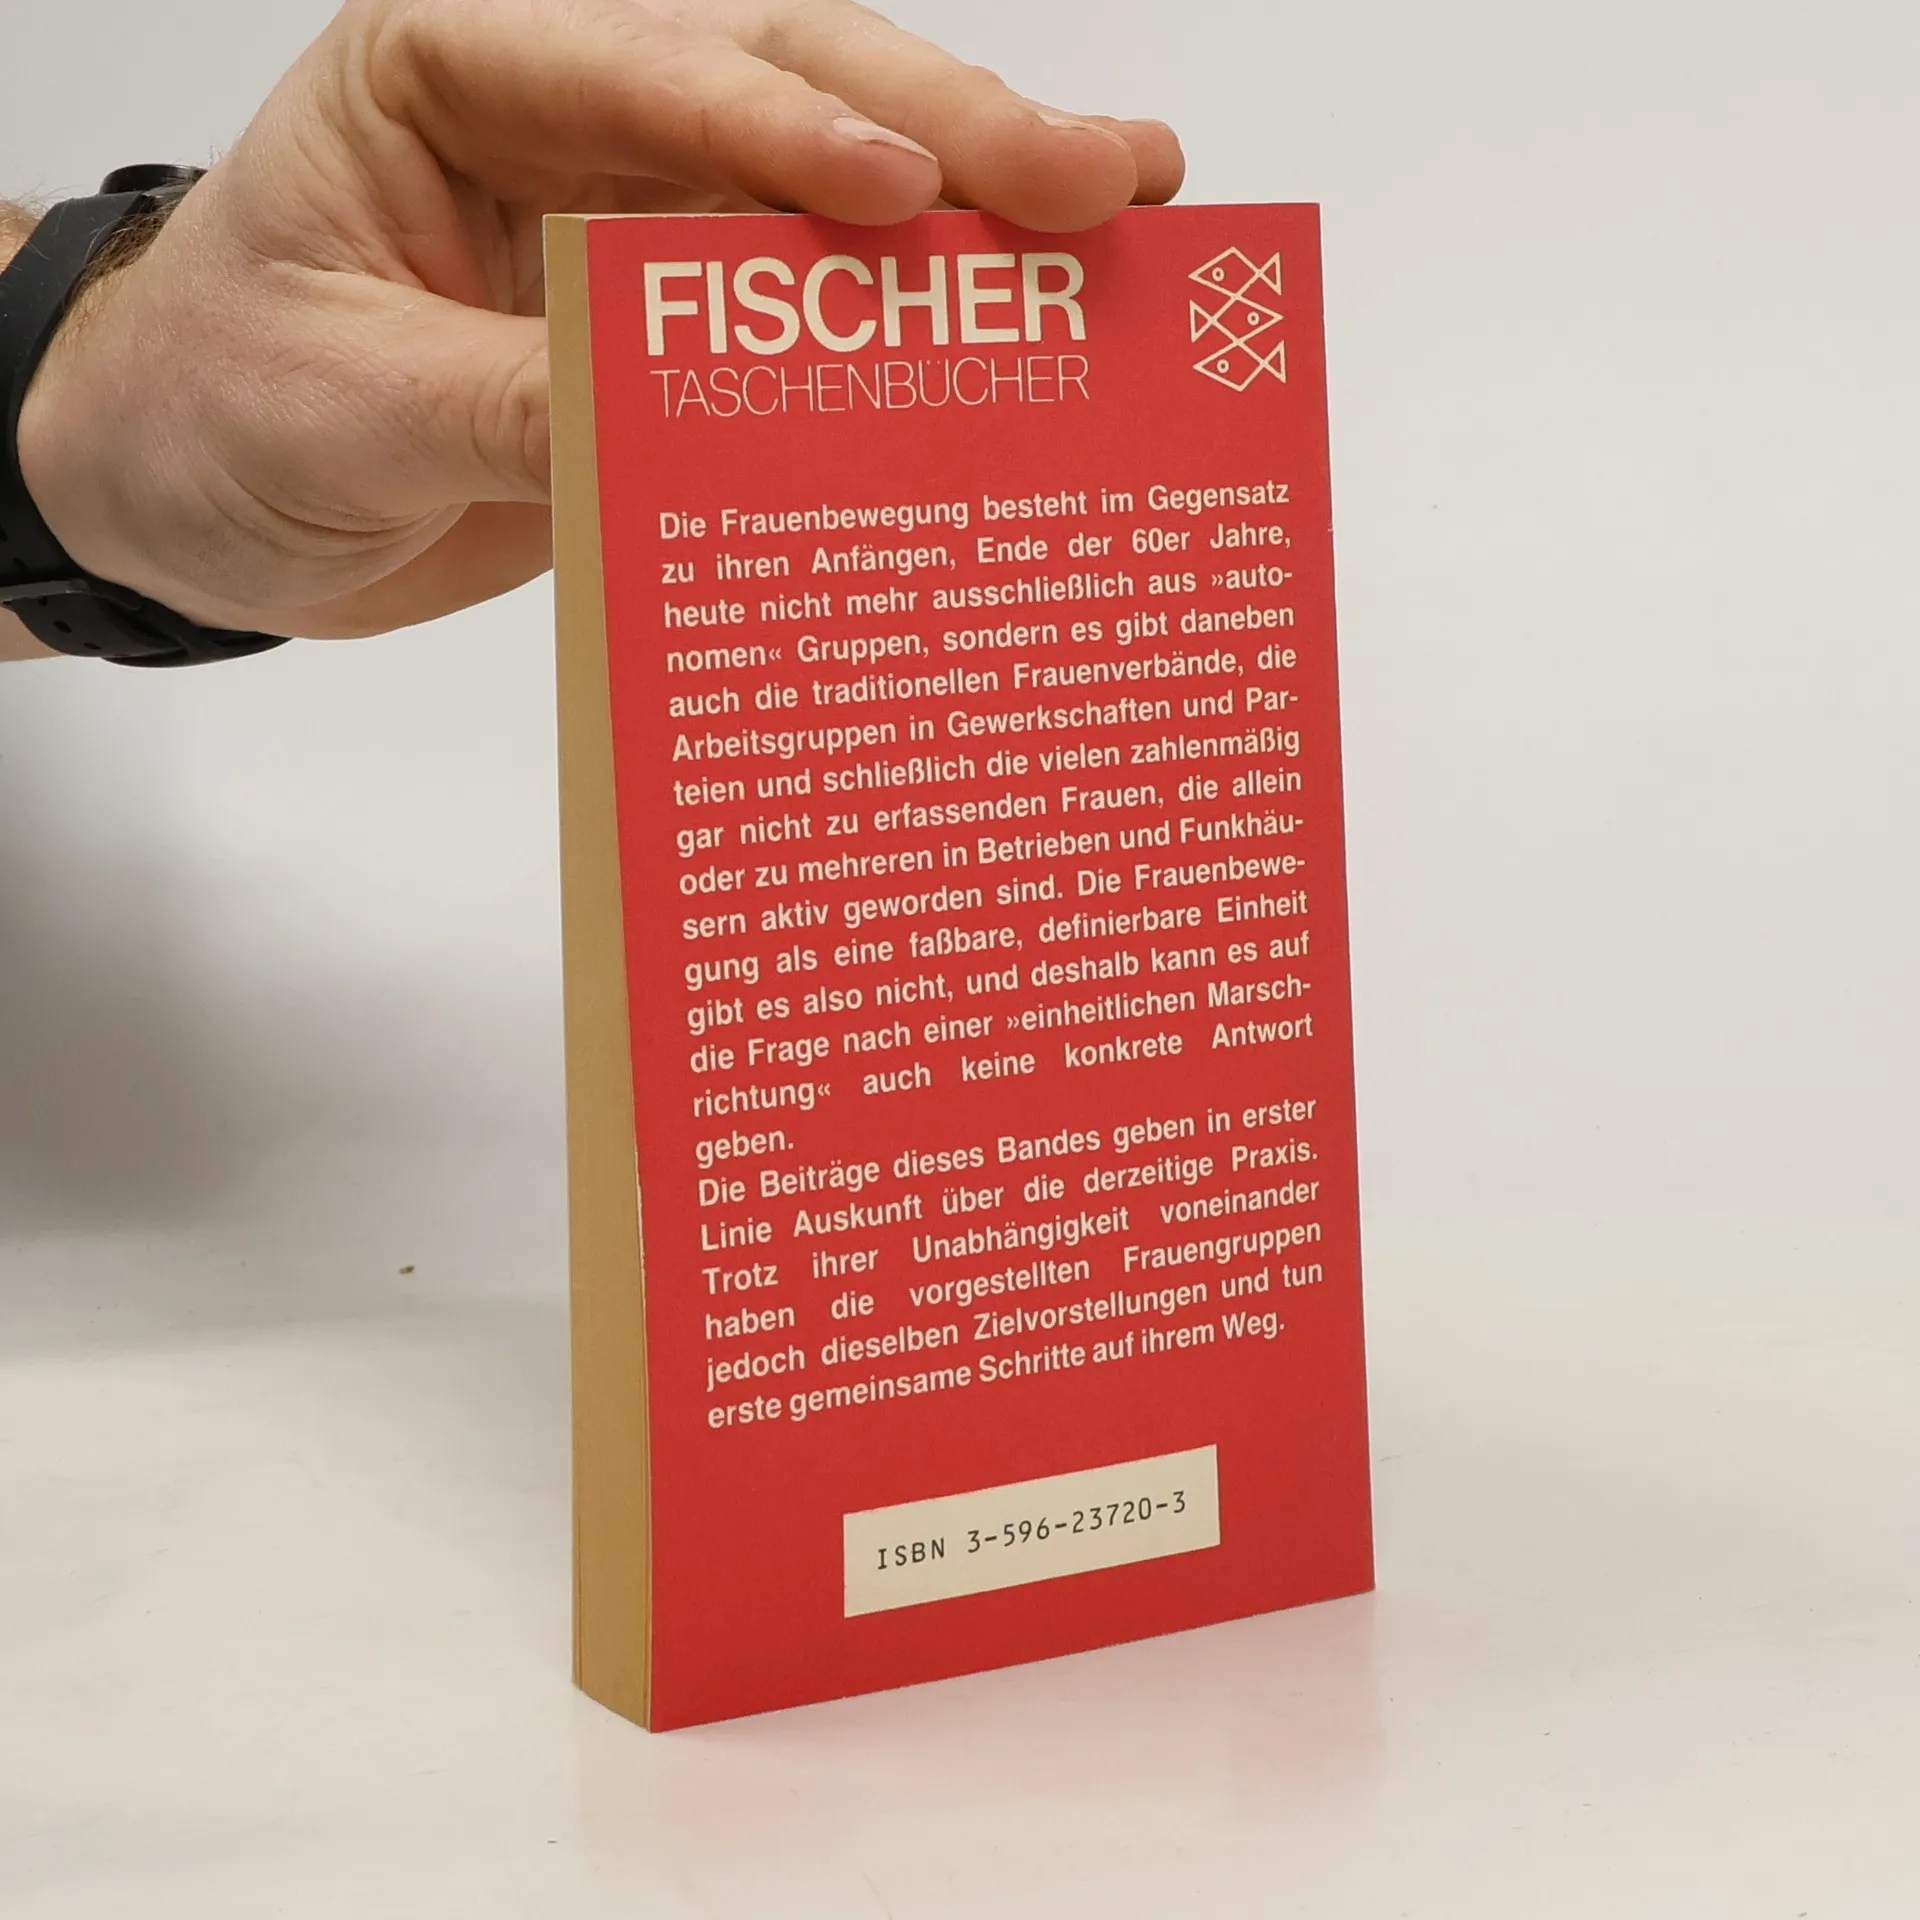 FISCHER
TASCHENBÜCHER
Die Frauenbewegung besteht im Gegensatz
zu ihren Anfängen, Ende der 60er Jahre,
heute nicht mehr ausschließlich aus »auto-
nomen« Gruppen, sondern es gibt daneben
auch die traditionellen Frauenverbände, die
Arbeitsgruppen in Gewerkschaften und Par-
teien und schließlich die vielen zahlenmäßig
gar nicht zu erfassenden Frauen, die allein
oder zu mehreren in Betrieben und Funkhäu-
sern aktiv geworden sind. Die Frauenbewe-
gung als eine faßbare, definierbare Einheit
gibt es also nicht, und deshalb kann es auf
die Frage nach einer »einheitlichen Marsch-
richtung« auch keine konkrete Antwort
geben.
Die Beiträge dieses Bandes geben in erster
Linie Auskunft über die derzeitige Praxis.
Trotz ihrer Unabhängigkeit voneinander
haben die vorgestellten Frauengruppen
jedoch dieselben Zielvorstellungen und tun
erste gemeinsame Schritte auf ihrem Weg.
ISBN 3-596-23720-3